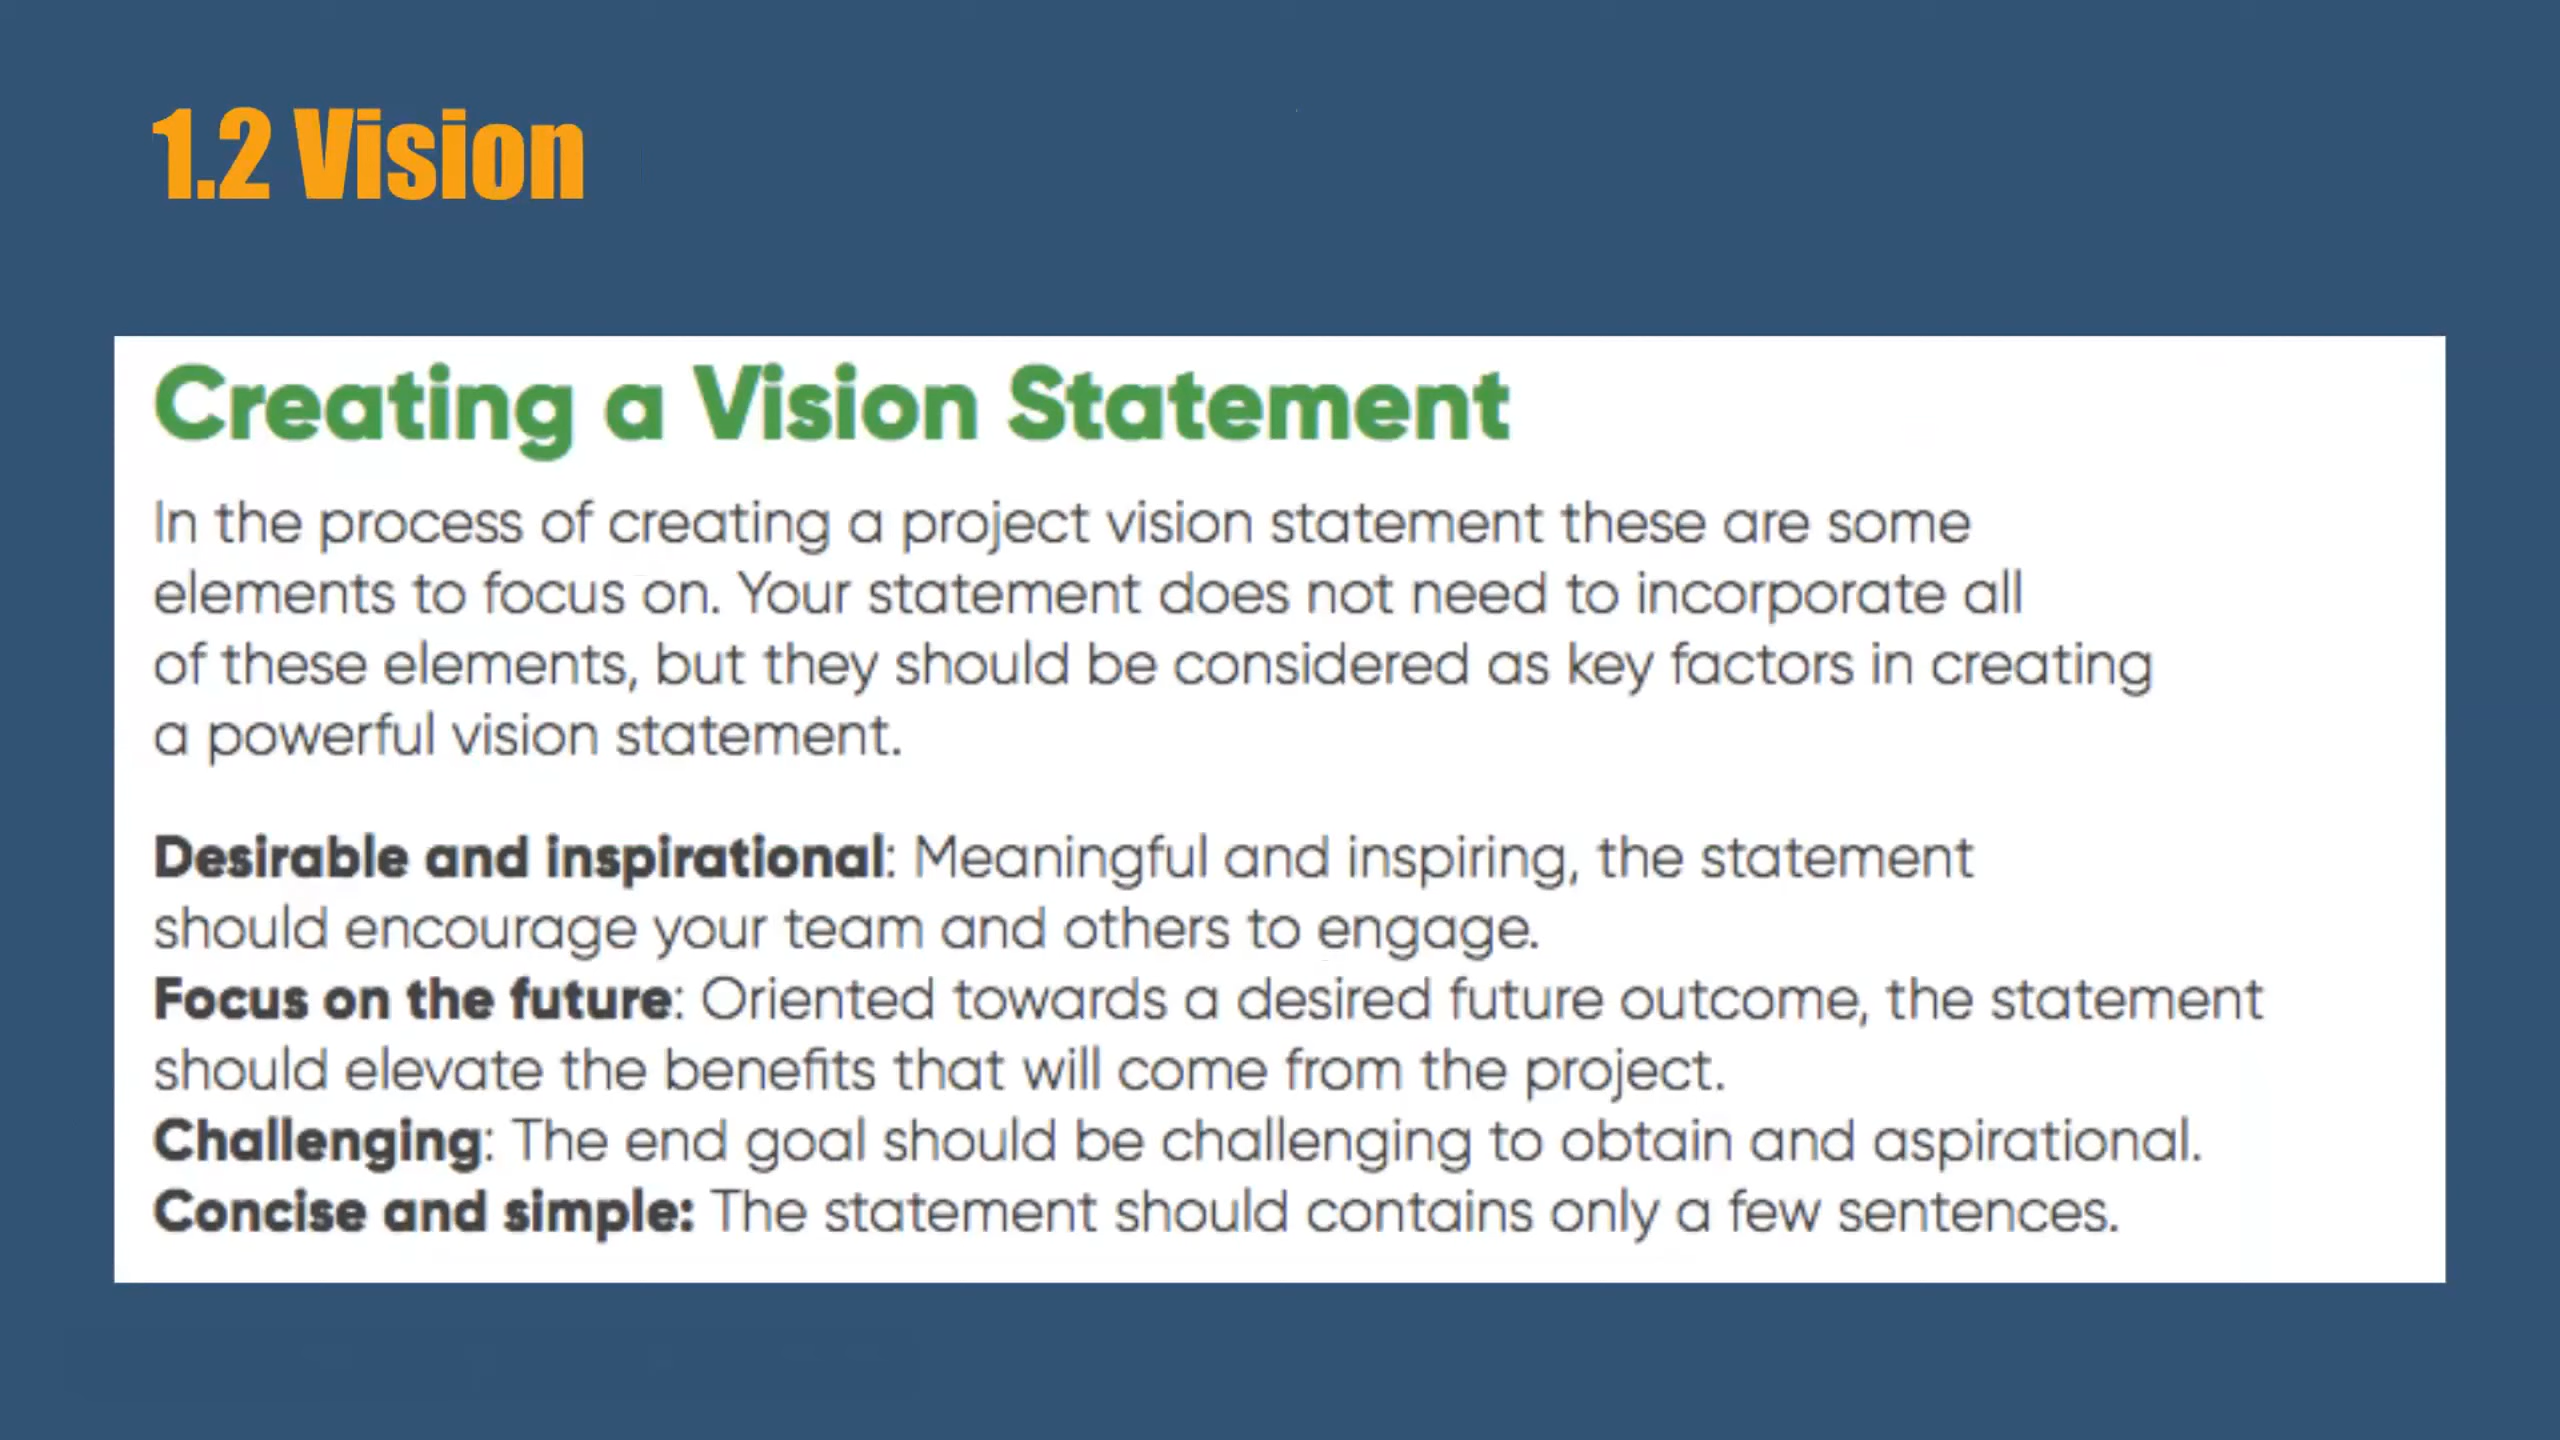 1.2 Vision
Creating a Vision Statement
In the process of creating a project vision statement these are some
elements to focus on. Your statement does not need to incorporate all
of these elements, but they should be considered as key factors in creating
a powerful vision statement.
Desirable and inspirational: Meaningful and inspiring, the statement
should encourage your team and others to engage.
Focus on the future: Oriented towards a desired future outcome, the statement
should elevate the benefits that will come from the project.
Challenging: The end goal should be challenging to obtain and aspirational.
Concise and simple: The statement should contains only a few sentences.